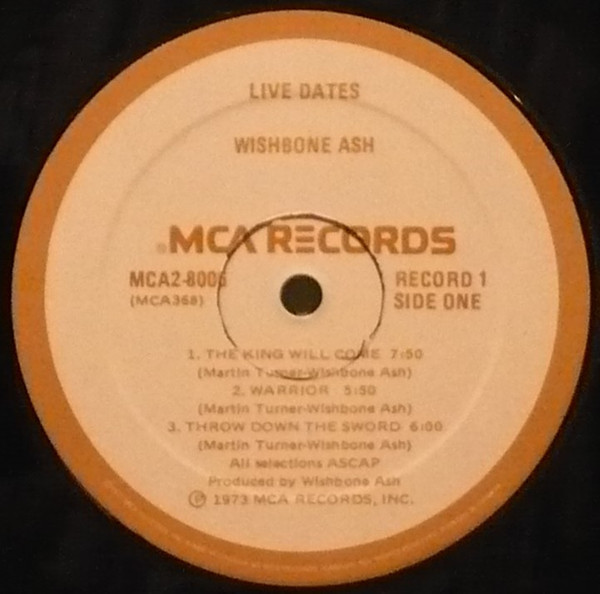 LIVE DATES
WISHBONE ASH
MCA RECORDS
MCA2-8006 RECORD 1
(MCA368) SIDE ONE
1. THE KING WILL COME 7:50
(Martin Turner-Wishbone Ash)
2. WARRIOR 5:50
(Martin Turner-Wishbone Ash)
3. THROW DOWN THE SWORD 6:00
(Martin Turner-Wishbone Ash)
All selections ASCAP
Produced by Wishbone Ash
℗ 1973 MCA RECORDS, INC.